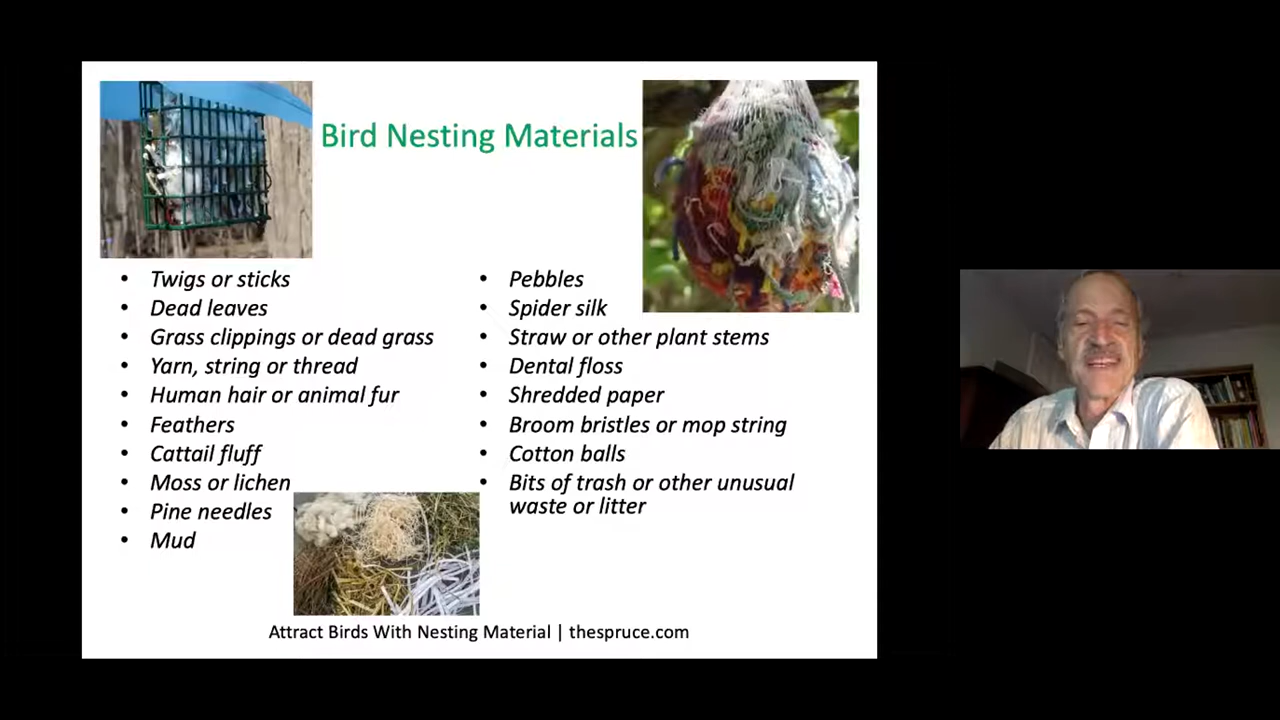 Bird Nesting Materials
• Twigs or sticks
• Dead leaves
• Grass clippings or dead grass
• Yarn, string or thread
• Human hair or animal fur
• Feathers
• Cattail fluff
• Moss or lichen
• Pine needles
• Mud
• Pebbles
• Spider silk
• Straw or other plant stems
• Dental floss
• Shredded paper
• Broom bristles or mop string
• Cotton balls
• Bits of trash or other unusual
waste or litter
Attract Birds With Nesting Material | thespruce.com